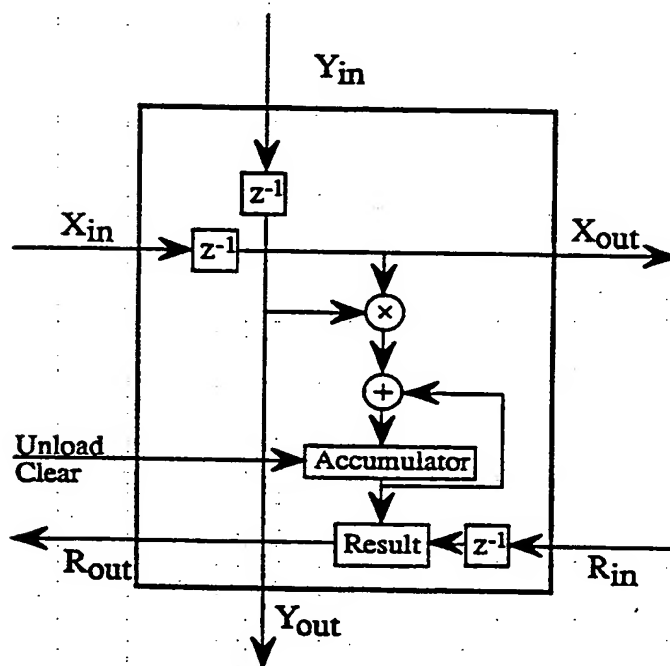 Yin
z-1
Xin
z-1
Xout
×
+
Unload
Clear
Accumulator
Rout
Result
z-1
Rin
Yout